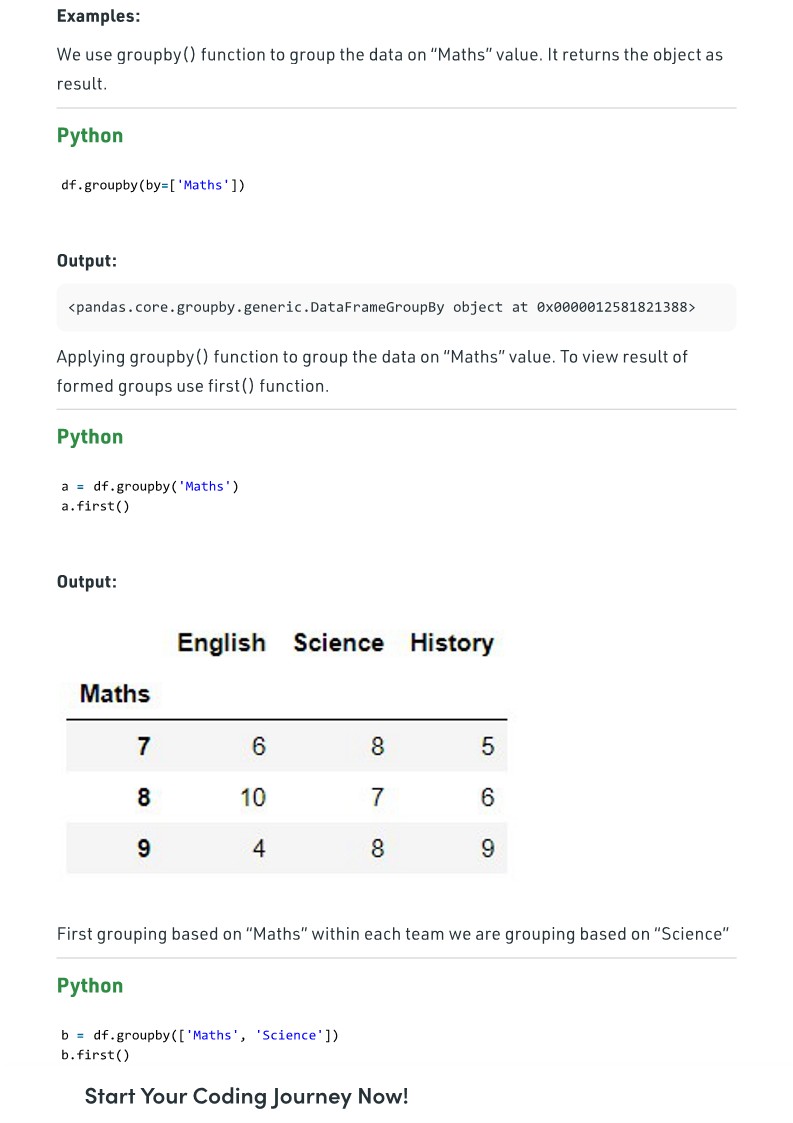 Examples:
We use groupby() function to group the data on “Maths” value. It returns the object as
result.
Python
df.groupby(by=['Maths'])
Output:
<pandas.core.groupby.generic.DataFrameGroupBy object at 0x0000012581821388>
Applying groupby() function to group the data on “Maths” value. To view result of
formed groups use first() function.
Python
a = df.groupby('Maths')
a.first()
Output:
English Science History
Maths
7 6 8 5
8 10 7 6
9 4 8 9
First grouping based on “Maths” within each team we are grouping based on “Science”
Python
b = df.groupby(['Maths', 'Science'])
b.first()
Start Your Coding Journey Now!